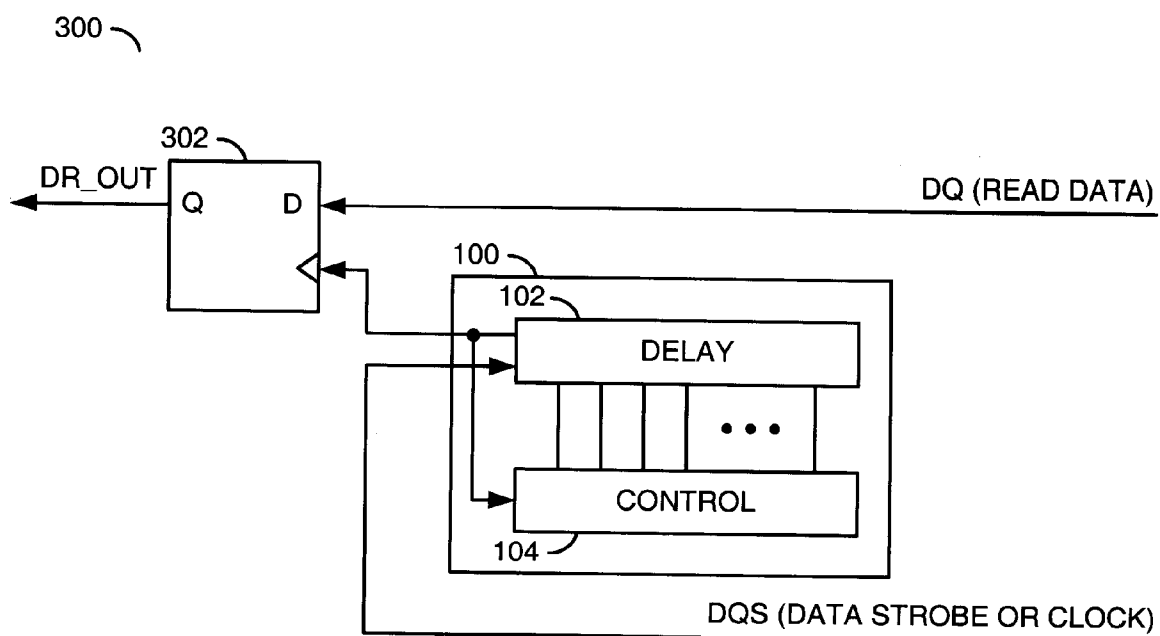 300
302
DR_OUT
Q D
DQ (READ DATA)
100
102
DELAY
CONTROL
104
DQS (DATA STROBE OR CLOCK)